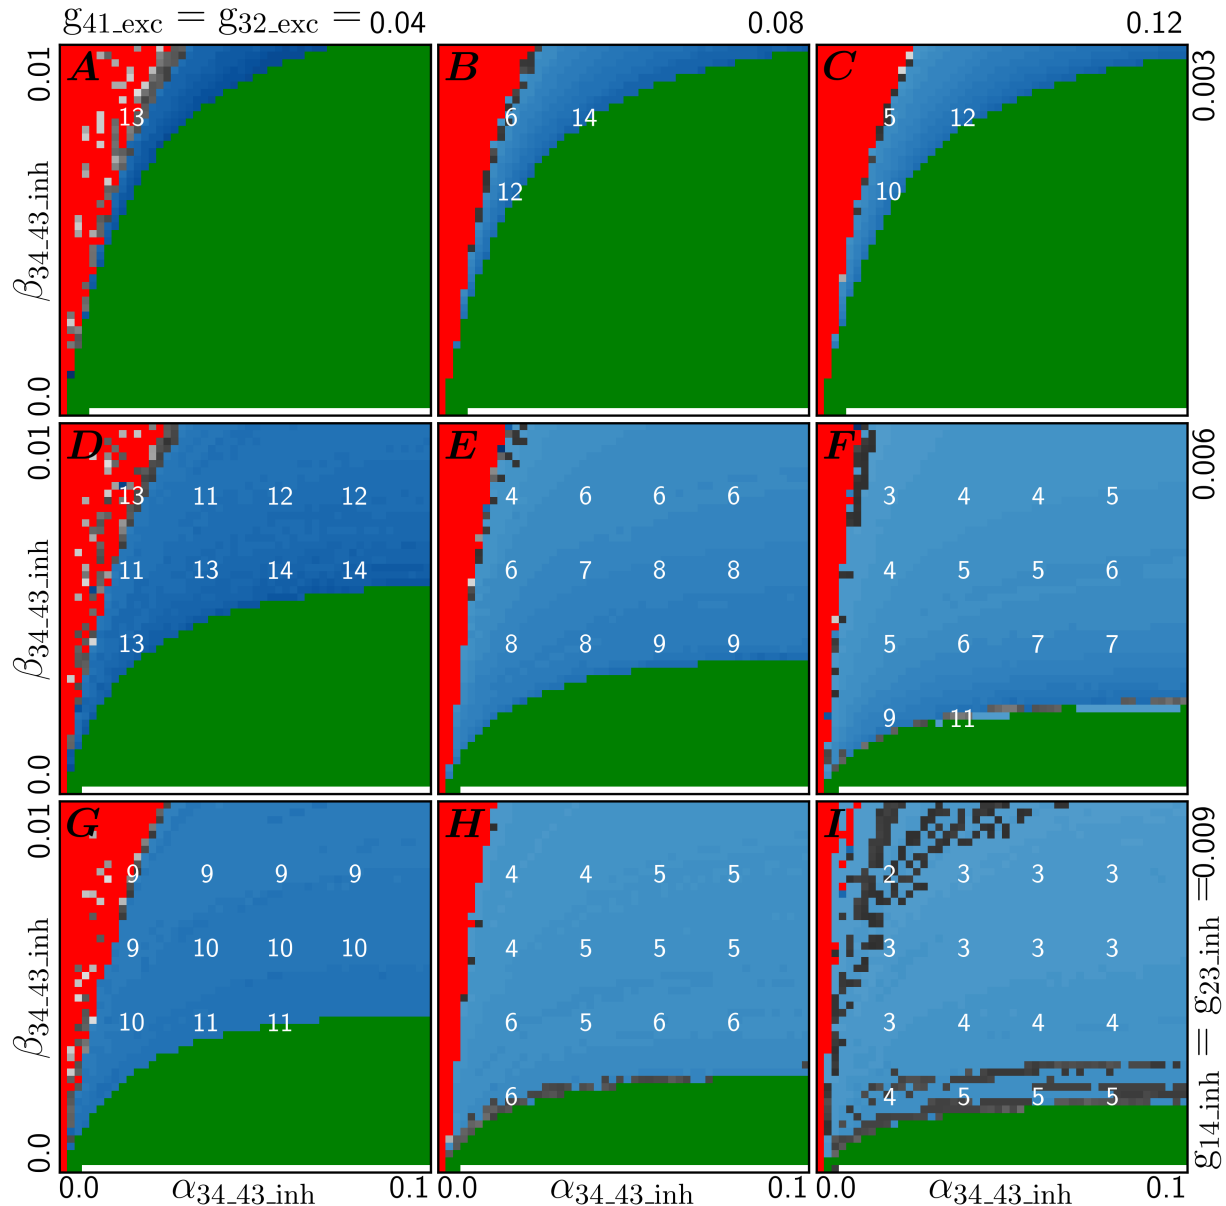 g41_exc = g32_exc = 0.04 0.08 0.12
A B C
0.01 0.003
13 6 14 5 12
β34_43_inh 12 10
0.0
D E F
0.01 0.006
13 11 12 12 4 6 6 6 3 4 4 5
β34_43_inh 11 13 14 14 6 7 8 8 4 5 5 6
13 8 8 9 9 5 6 7 7
9 11
0.0
G H I
0.01 g14_inh = g23_inh = 0.009
9 9 9 9 4 4 5 5 2 3 3 3
β34_43_inh 9 10 10 10 4 5 5 5 3 3 3 3
10 11 11 6 5 6 6 3 4 4 4
6 4 5 5 5
0.0
0.0 α34_43_inh 0.1 0.0 α34_43_inh 0.1 0.0 α34_43_inh 0.1